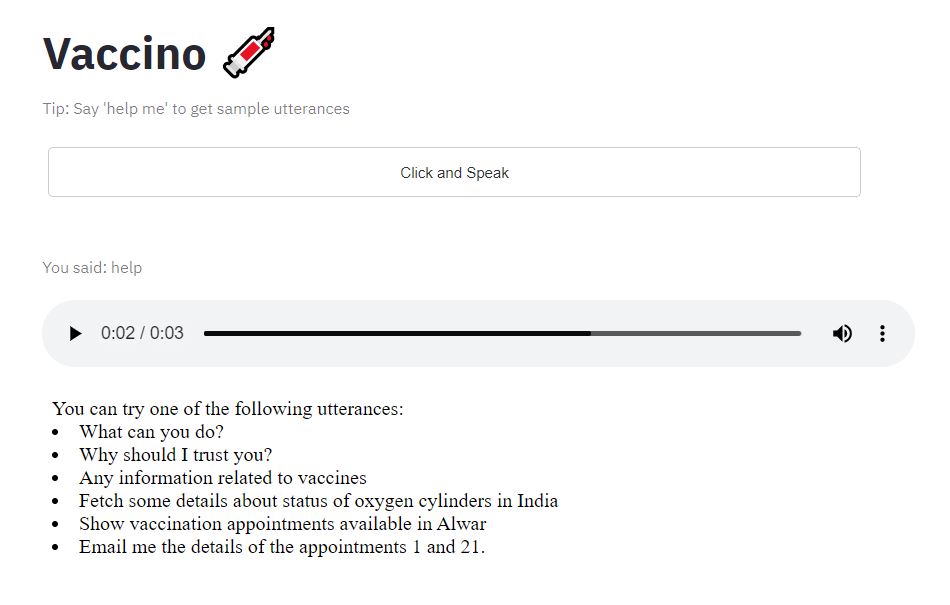 Vaccino
Tip: Say 'help me' to get sample utterances
Click and Speak
You said: help
0:02 / 0:03
You can try one of the following utterances:
• What can you do?
• Why should I trust you?
• Any information related to vaccines
• Fetch some details about status of oxygen cylinders in India
• Show vaccination appointments available in Alwar
• Email me the details of the appointments 1 and 21.